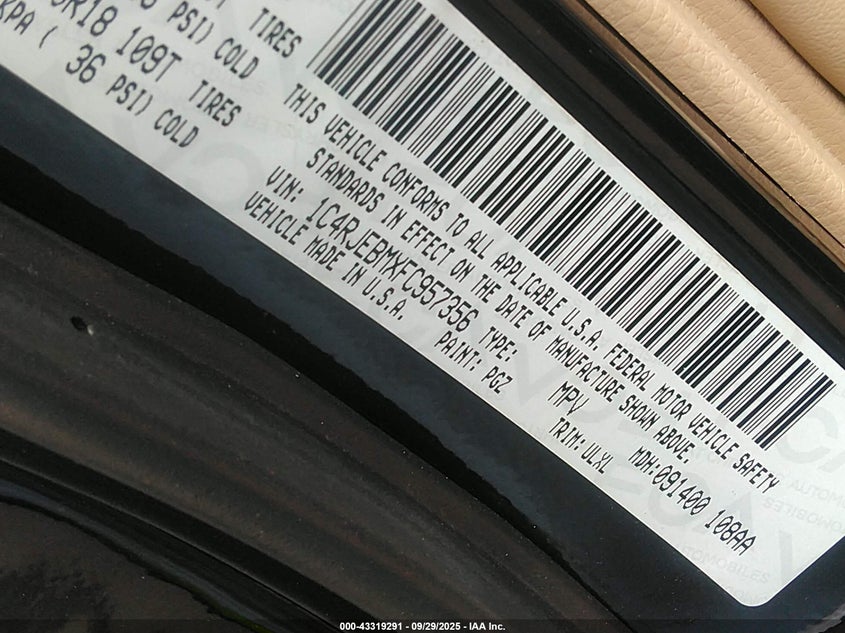 R18 109T TIRES
KPA ( 36 PSI) COLD
PSI) COLD
TIRES
THIS VEHICLE CONFORMS TO ALL APPLICABLE U.S.A. FEDERAL MOTOR VEHICLE SAFETY
STANDARDS IN EFFECT ON THE DATE OF MANUFACTURE SHOWN ABOVE.
VIN: 1C4RJEBMXFC957356 TYPE: MPV MDH:091400 108AA
VEHICLE MADE IN U.S.A. PAINT: PGZ TRIM: ULXL
000-43319291 - 09/29/2025 - IAA Inc.